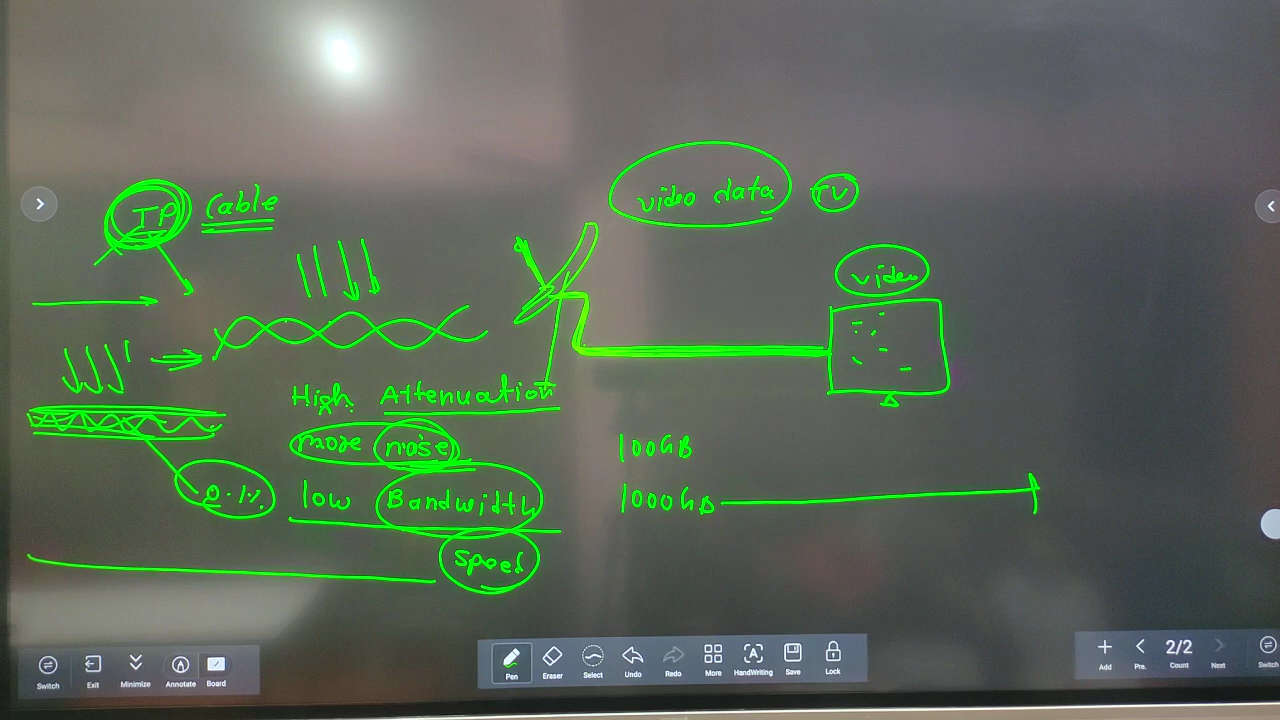 TP Cable
video data TV
video
High Attenuation
more noise
100GB
0.1%
low Bandwidth
1000GB
Speed
Switch Exit Minimize Annotate Board
Pen Eraser Select Undo Redo More HandWriting Save Lock
Add Pre. 2/2 Count Next Switch